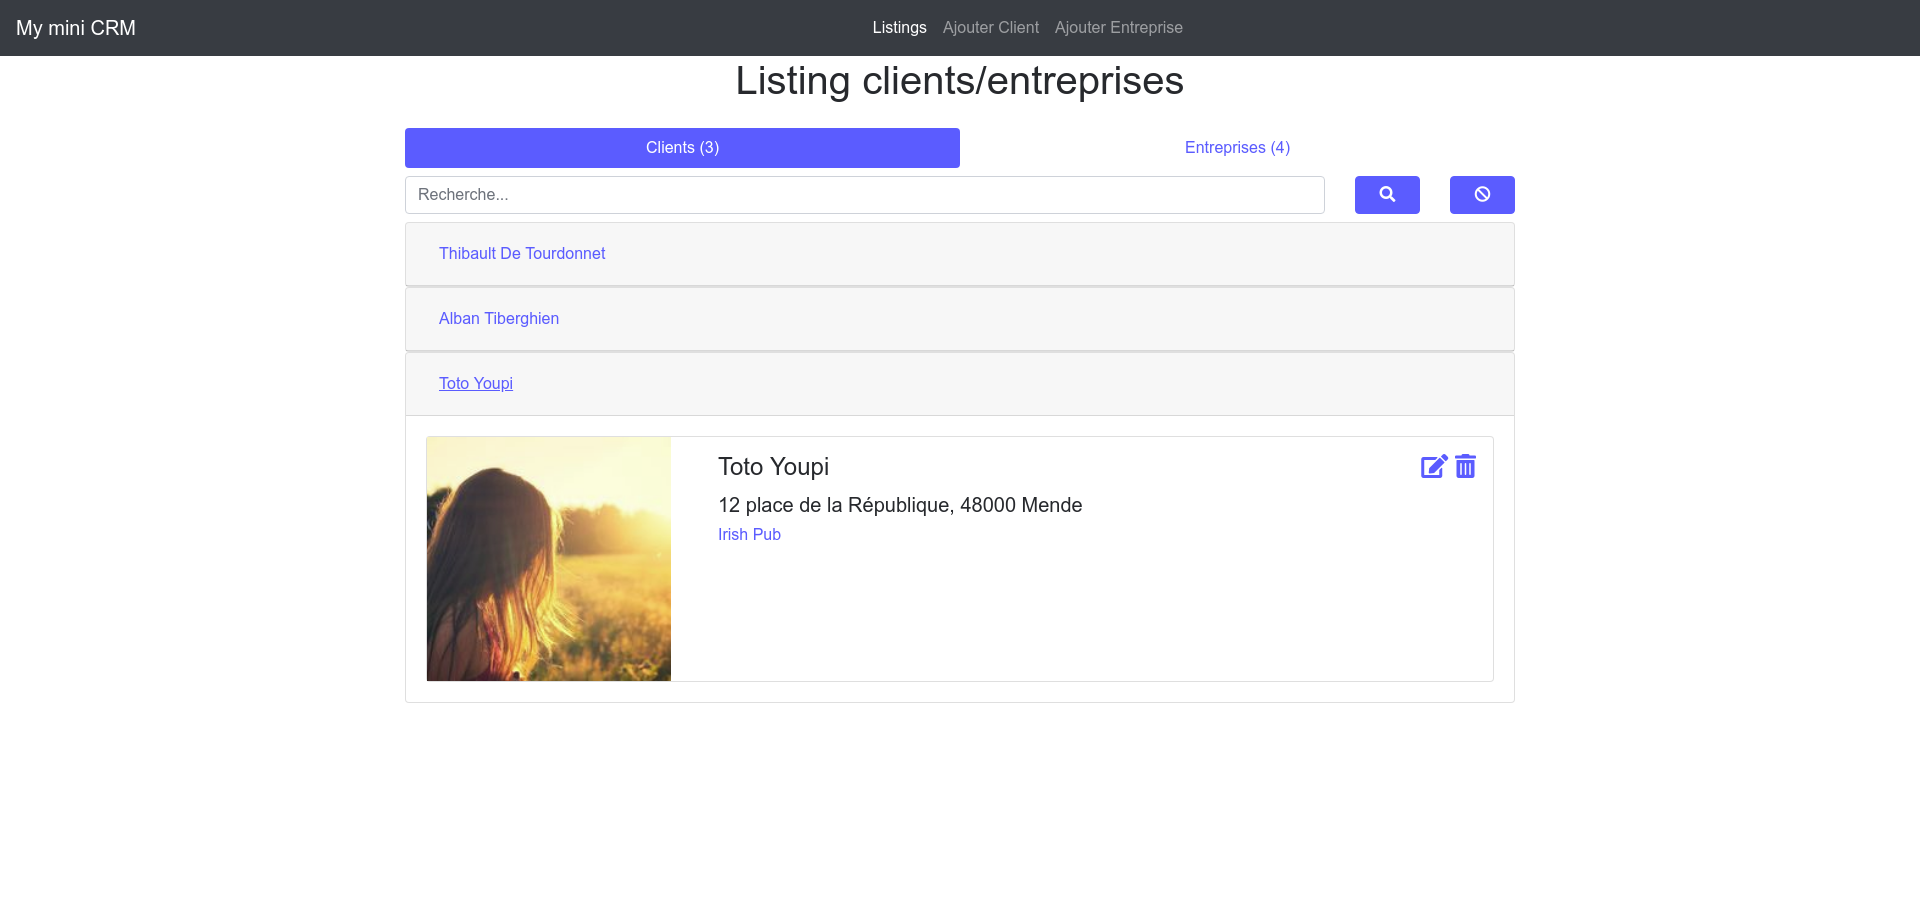 My mini CRM
Listings Ajouter Client Ajouter Entreprise
Listing clients/entreprises
Clients (3)
Entreprises (4)
Recherche...
Thibault De Tourdonnet
Alban Tiberghien
Toto Youpi
Toto Youpi
12 place de la République, 48000 Mende
Irish Pub